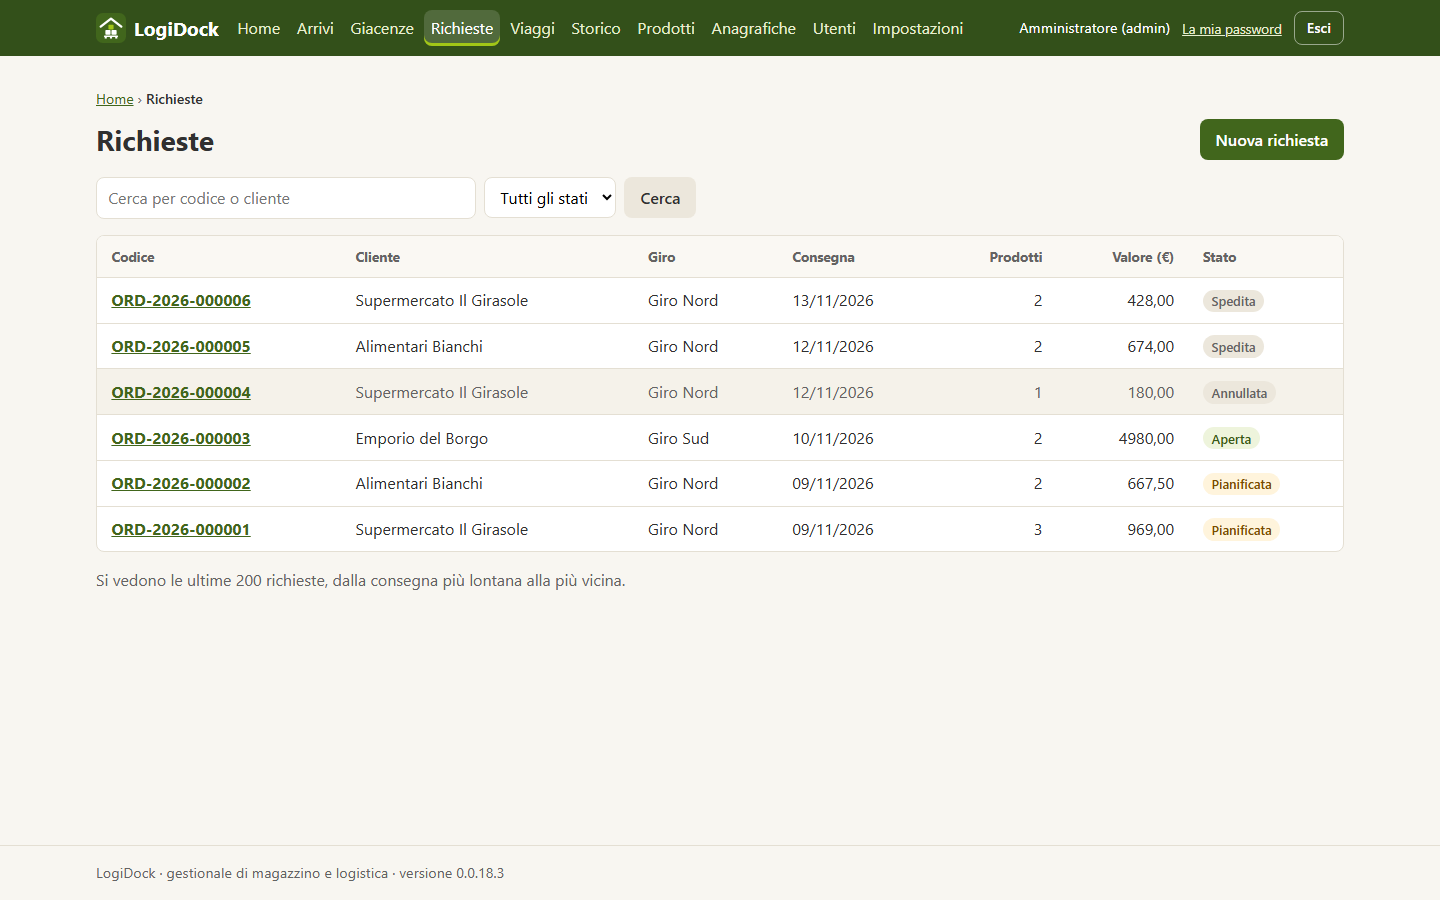 LogiDock Home Arrivi Giacenze Richieste Viaggi Storico Prodotti Anagrafiche Utenti Impostazioni Amministratore (admin) La mia password Esci
Home › Richieste
Richieste Nuova richiesta
Cerca per codice o cliente Tutti gli stati Cerca
Codice Cliente Giro Consegna Prodotti Valore (€) Stato
ORD-2026-000006 Supermercato Il Girasole Giro Nord 13/11/2026 2 428,00 Spedita
ORD-2026-000005 Alimentari Bianchi Giro Nord 12/11/2026 2 674,00 Spedita
ORD-2026-000004 Supermercato Il Girasole Giro Nord 12/11/2026 1 180,00 Annullata
ORD-2026-000003 Emporio del Borgo Giro Sud 10/11/2026 2 4980,00 Aperta
ORD-2026-000002 Alimentari Bianchi Giro Nord 09/11/2026 2 667,50 Pianificata
ORD-2026-000001 Supermercato Il Girasole Giro Nord 09/11/2026 3 969,00 Pianificata
Si vedono le ultime 200 richieste, dalla consegna più lontana alla più vicina.
LogiDock · gestionale di magazzino e logistica · versione 0.0.18.3